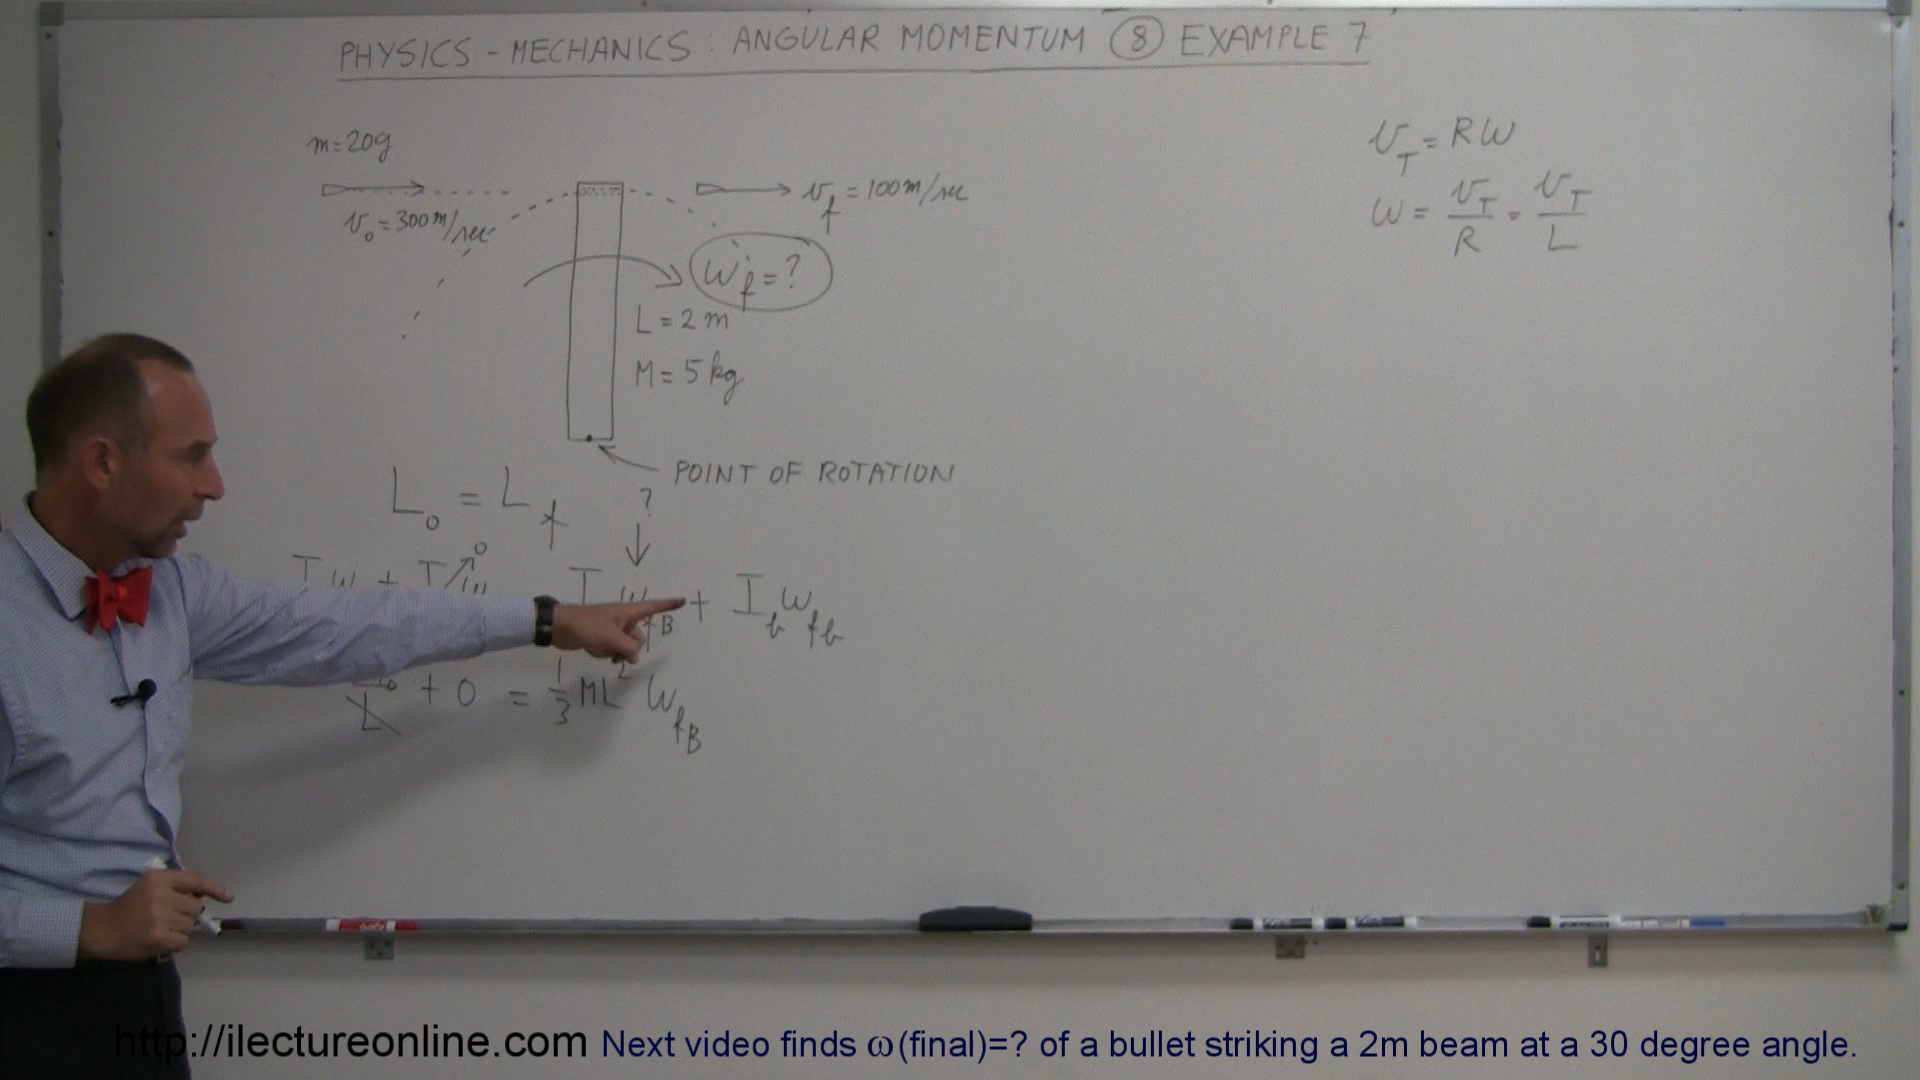 PHYSICS - MECHANICS : ANGULAR MOMENTUM ⑧ EXAMPLE 7
m=20g
v₀ = 300 m/sec
v_f = 100 m/sec
ω_f = ?
L = 2 m
M = 5 kg
POINT OF ROTATION
L₀ = L_f
?
0
I ω + I ω = I ω_fB + I_b ω_fb
L + 0 = 1/3 ML² ω_fB
v_T = Rω
ω = v_T/R = v_T/L
http://ilectureonline.com Next video finds ω(final)=? of a bullet striking a 2m beam at a 30 degree angle.